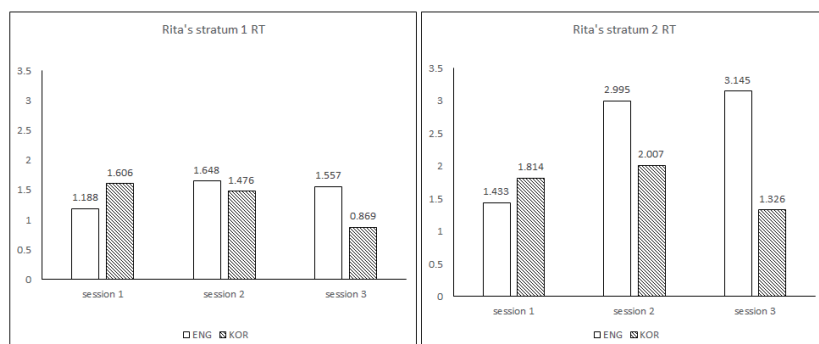 Rita's stratum 1 RT
3.5
3
2.5
2
1.5
1
0.5
0
1.188
1.606
1.648
1.476
1.557
0.869
session 1
session 2
session 3
ENG
KOR
Rita's stratum 2 RT
3.5
3
2.5
2
1.5
1
0.5
0
1.433
1.814
2.995
2.007
3.145
1.326
session 1
session 2
session 3
ENG
KOR